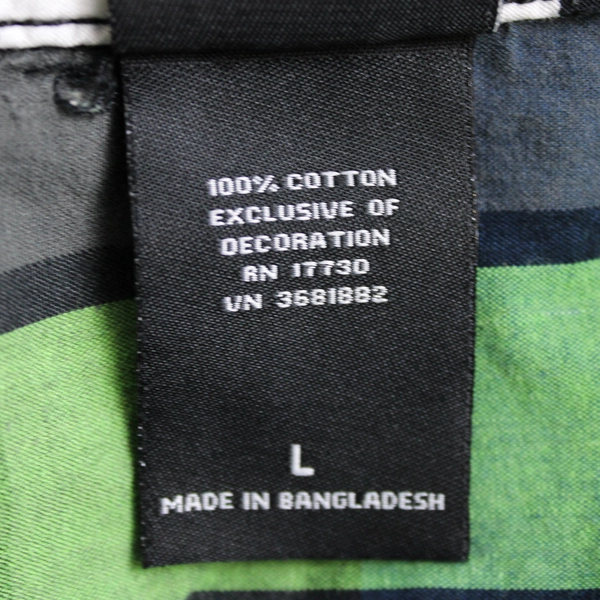 100% COTTON
EXCLUSIVE OF
DECORATION
RN 17730
VN 3681882
L
MADE IN BANGLADESH